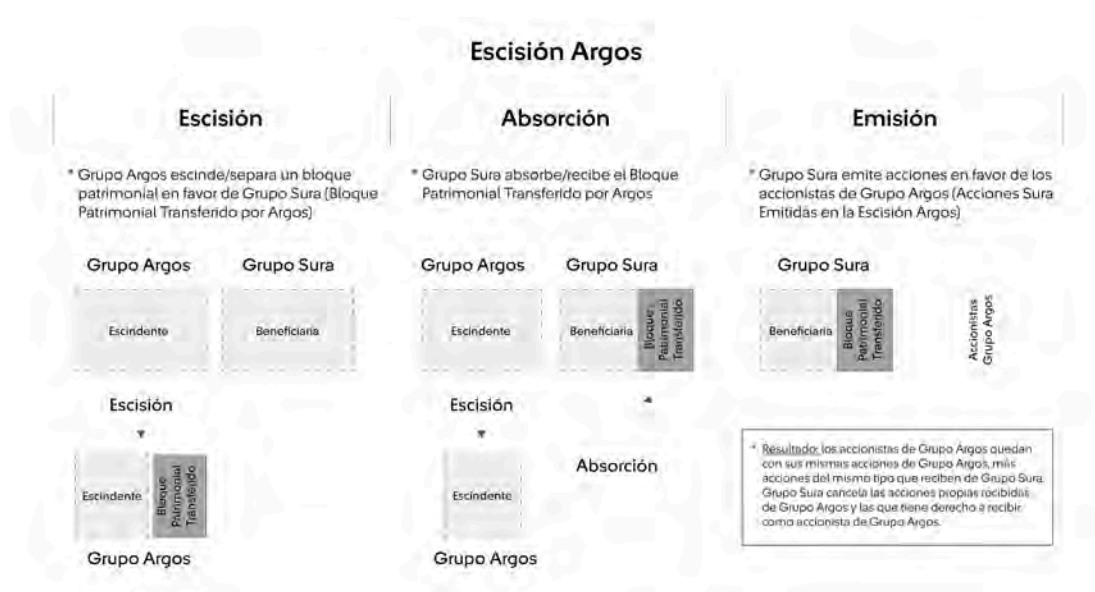 Escisión Argos
Escisión
* Grupo Argos escinde/separa un bloque
patrimonial en favor de Grupo Sura (Bloque
Patrimonial Transferido por Argos)
Grupo Argos
Grupo Sura
Escindente
Beneficiaria
Escisión
Escindente
Bloque
Patrimonial
Transferido
Grupo Argos
Absorción
* Grupo Sura absorbe/recibe el Bloque
Patrimonial Transferido por Argos
Grupo Argos
Grupo Sura
Escindente
Beneficiaria
Bloque
Patrimonial
Transferido
Escisión
Absorción
Escindente
Grupo Argos
Emisión
* Grupo Sura emite acciones en favor de los
accionistas de Grupo Argos (Acciones Sura
Emitidas en la Escisión Argos)
Grupo Sura
Beneficiaria
Bloque
Patrimonial
Transferido
Accionistas
Grupo Argos
* Resultado: los accionistas de Grupo Argos quedan
con sus mismas acciones de Grupo Argos, más
acciones del mismo tipo que reciben de Grupo Sura.
Grupo Sura cancela las acciones propias recibidas
de Grupo Argos y las que tiene derecho a recibir
como accionista de Grupo Argos.